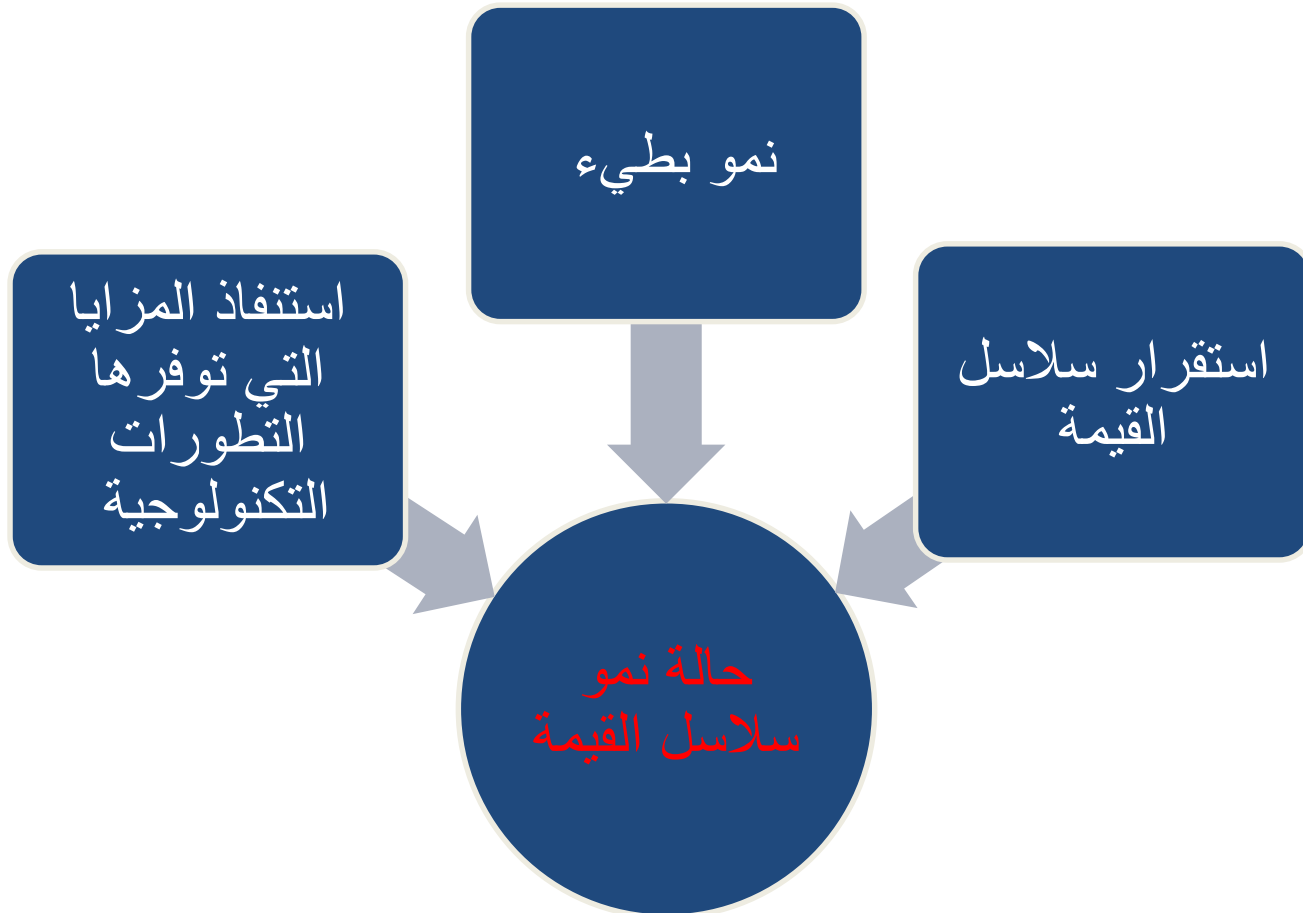 نمو بطيء
استقرار سلاسل
القيمة
استنفاذ المزايا
التي توفرها
التطورات
التكنولوجية
حالة نمو
سلاسل القيمة